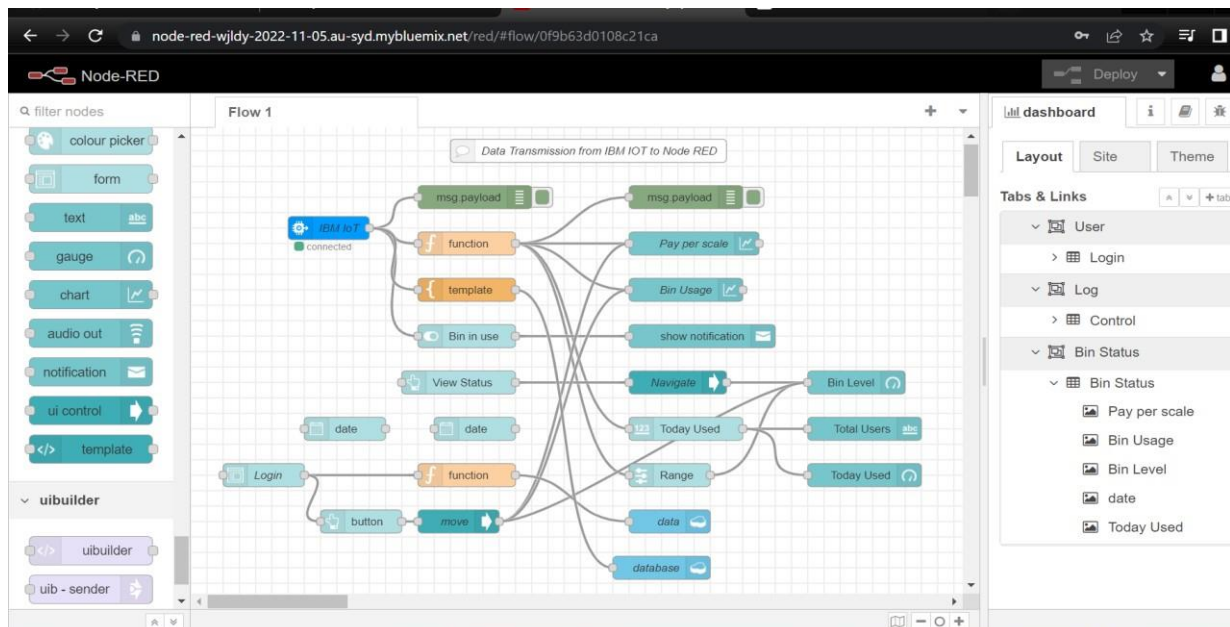 node-red-wjldy-2022-11-05.au-syd.mybluemix.net/red/#flow/0f9b63d0108c21ca
Node-RED
Deploy
filter nodes
colour picker
form
text
abc
gauge
chart
audio out
notification
ui control
template
uibuilder
uibuilder
uib - sender
Flow 1
Data Transmission from IBM IOT to Node RED
msg.payload
msg.payload
IBM IoT
connected
function
Pay per scale
template
Bin Usage
Bin in use
show notification
View Status
Navigate
Bin Level
date
date
123 Today Used
Total Users abc
Login
function
Range
Today Used
button
move
data
database
dashboard
i
Layout
Site
Theme
Tabs & Links
+ tab
User
Login
Log
Control
Bin Status
Bin Status
Pay per scale
Bin Usage
Bin Level
date
Today Used